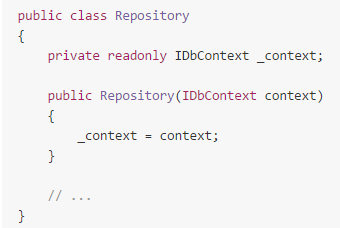 public class Repository
{
    private readonly IDbContext _context;

    public Repository(IDbContext context)
    {
        _context = context;
    }

    // ...
}